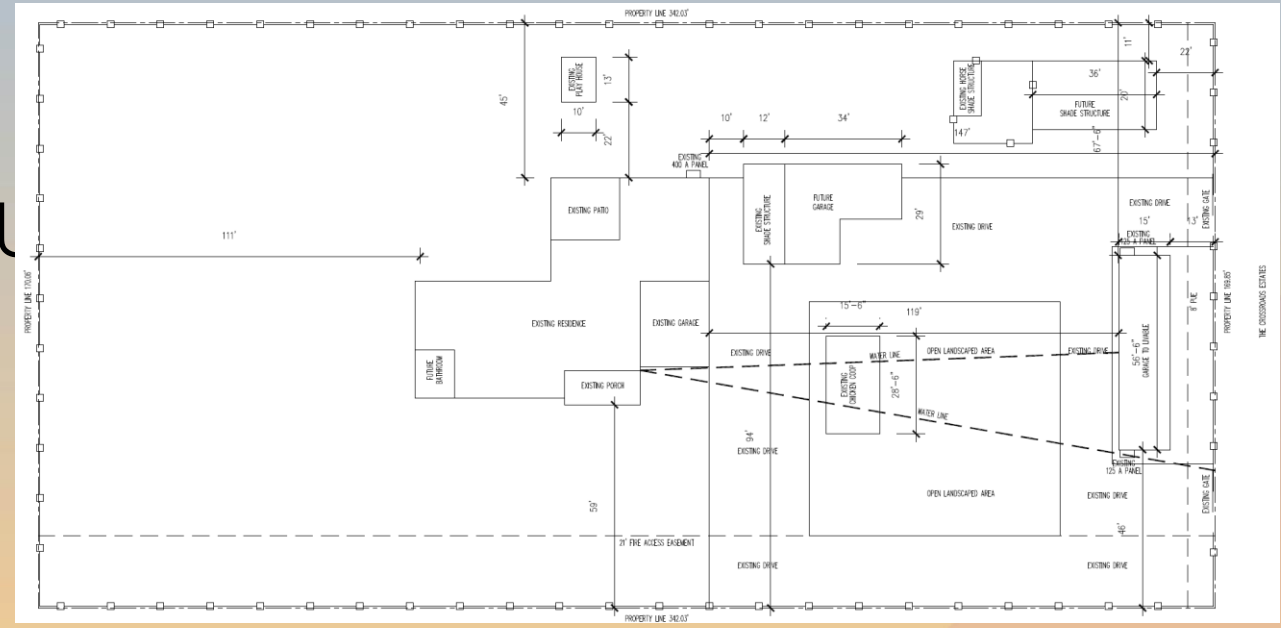 PROPERTY LINE 342.03'
11'
22'
45'
EXISTING
PLAY HOUSE
13'
10'
22'
EXISTING HORSE
SHADE STRUCTURE
36'
20'
FUTURE
SHADE STRUCTURE
10'
12'
34'
147'
67'-6"
EXISTING
400 A PANEL
EXISTING PATIO
EXISTING
SHADE STRUCTURE
FUTURE
GARAGE
29'
EXISTING DRIVE
EXISTING DRIVE
EXISTING GATE
15'
13'
EXISTING
125 A PANEL
111'
PROPERTY LINE 170.06'
EXISTING RESIDENCE
EXISTING GARAGE
15'-6"
119'
8' PUE
PROPERTY LINE 169.85'
THE CROSSROADS ESTATES
FUTURE
BATHROOM
EXISTING PORCH
EXISTING DRIVE
WATER LINE
OPEN LANDSCAPED AREA
EXISTING DRIVE
56'-6"
GARAGE TO LIVABLE
EXISTING
CHICKEN COOP
28'-6"
WATER LINE
94'
EXISTING DRIVE
EXISTING
125 A PANEL
59'
OPEN LANDSCAPED AREA
EXISTING DRIVE
EXISTING GATE
46'
21' FIRE ACCESS EASEMENT
EXISTING DRIVE
EXISTING DRIVE
PROPERTY LINE 342.03'